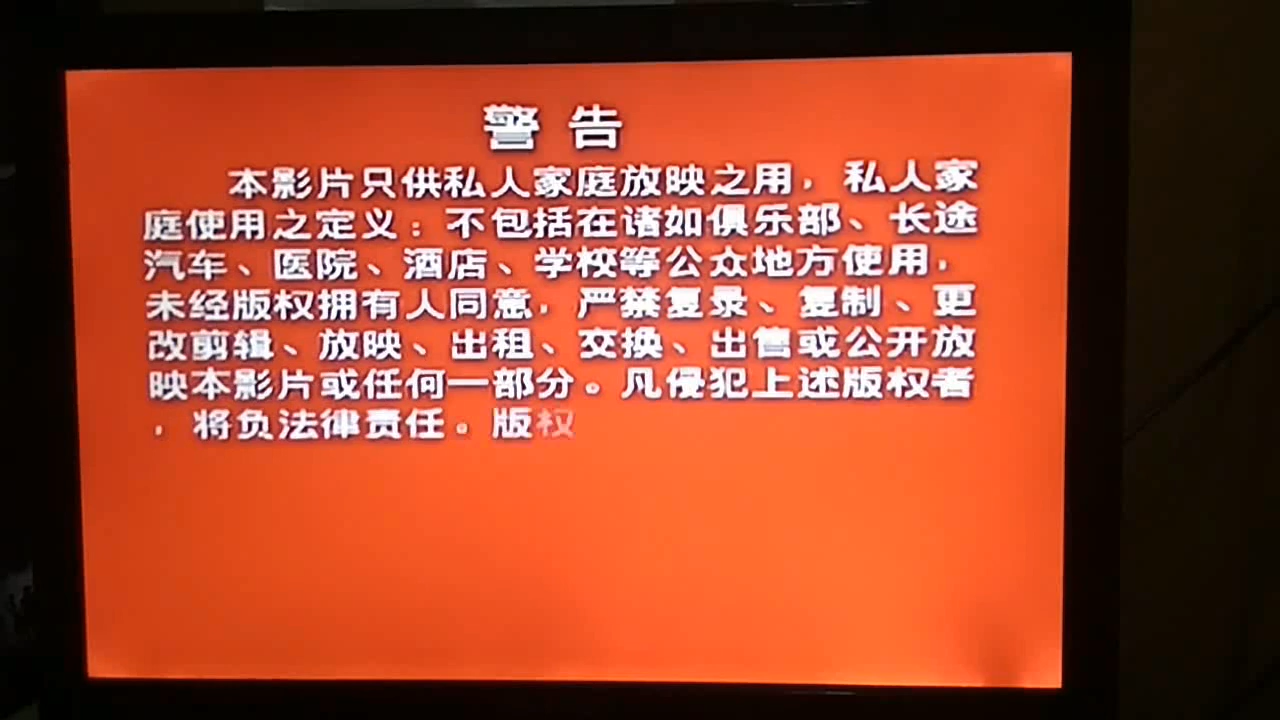 警告
本影片只供私人家庭放映之用，私人家
庭使用之定义：不包括在诸如俱乐部、长途
汽车、医院、酒店、学校等公众地方使用，
未经版权拥有人同意，严禁复录、复制、更
改剪辑、放映、出租、交换、出售或公开放
映本影片或任何一部分。凡侵犯上述版权者
，将负法律责任。版权